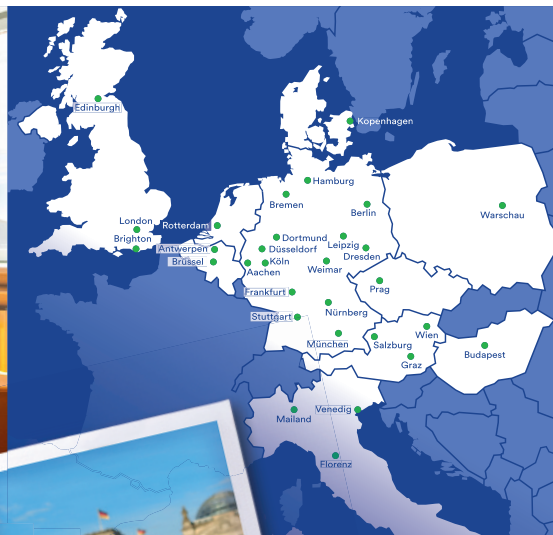 Edinburgh
Kopenhagen
Hamburg
Bremen
Berlin
Warschau
London
Rotterdam
Brighton
Dortmund
Leipzig
Antwerpen
Düsseldorf
Dresden
Brüssel
Köln
Aachen
Weimar
Prag
Frankfurt
Nürnberg
Stuttgart
Wien
München
Salzburg
Budapest
Graz
Mailand
Venedig
Florenz